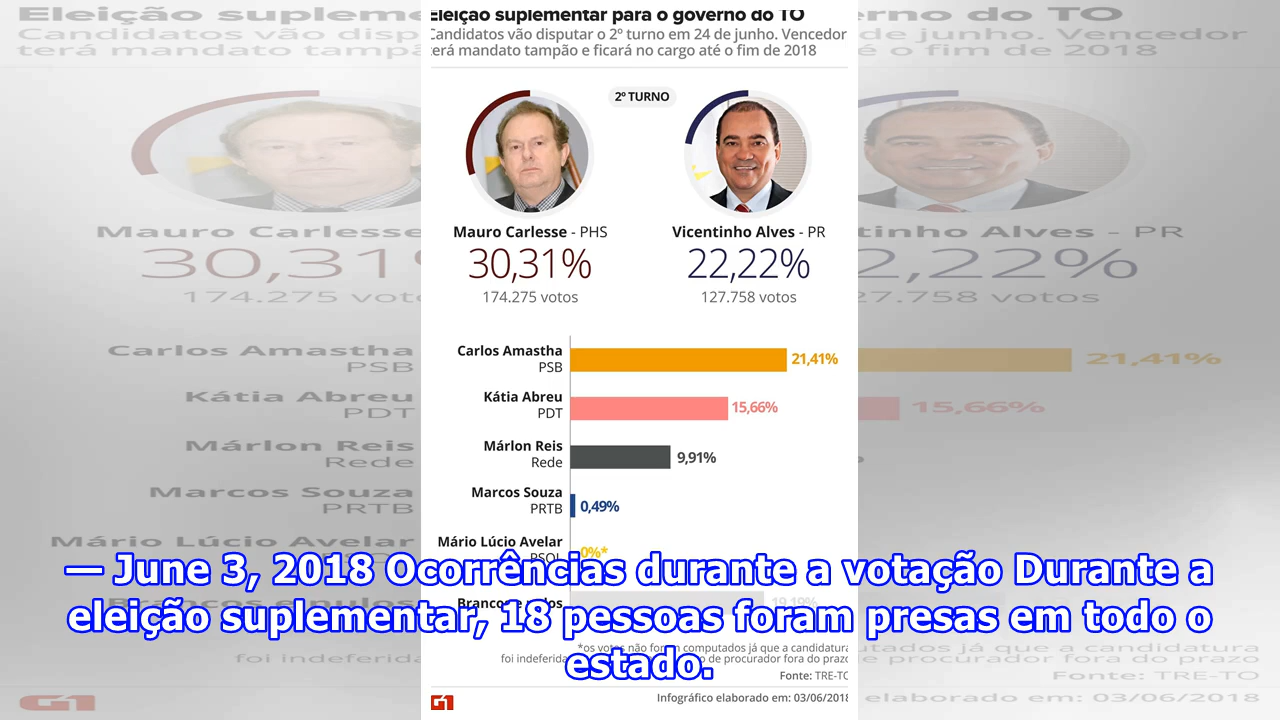 Eleição suplementar para o governo do TO
Candidatos vão disputar o 2º turno em 24 de junho. Vencedor
terá mandato tampão e ficará no cargo até o fim de 2018
2º TURNO
Mauro Carlesse - PHS
30,31%
174.275 votos
Vicentinho Alves - PR
22,22%
127.758 votos
Carlos Amastha
PSB
21,41%
Kátia Abreu
PDT
15,66%
Márlon Reis
Rede
9,91%
Marcos Souza
PRTB
0,49%
Mário Lúcio Avelar
PSOL
0%*
Brancos e nulos
19,19%
*os votos não foram computados já que a candidatura
foi indeferida de procurador fora do prazo
Fonte: TRE-TO
Infográfico elaborado em: 03/06/2018
G1
— June 3, 2018 Ocorrências durante a votação Durante a
eleição suplementar, 18 pessoas foram presas em todo o
estado.